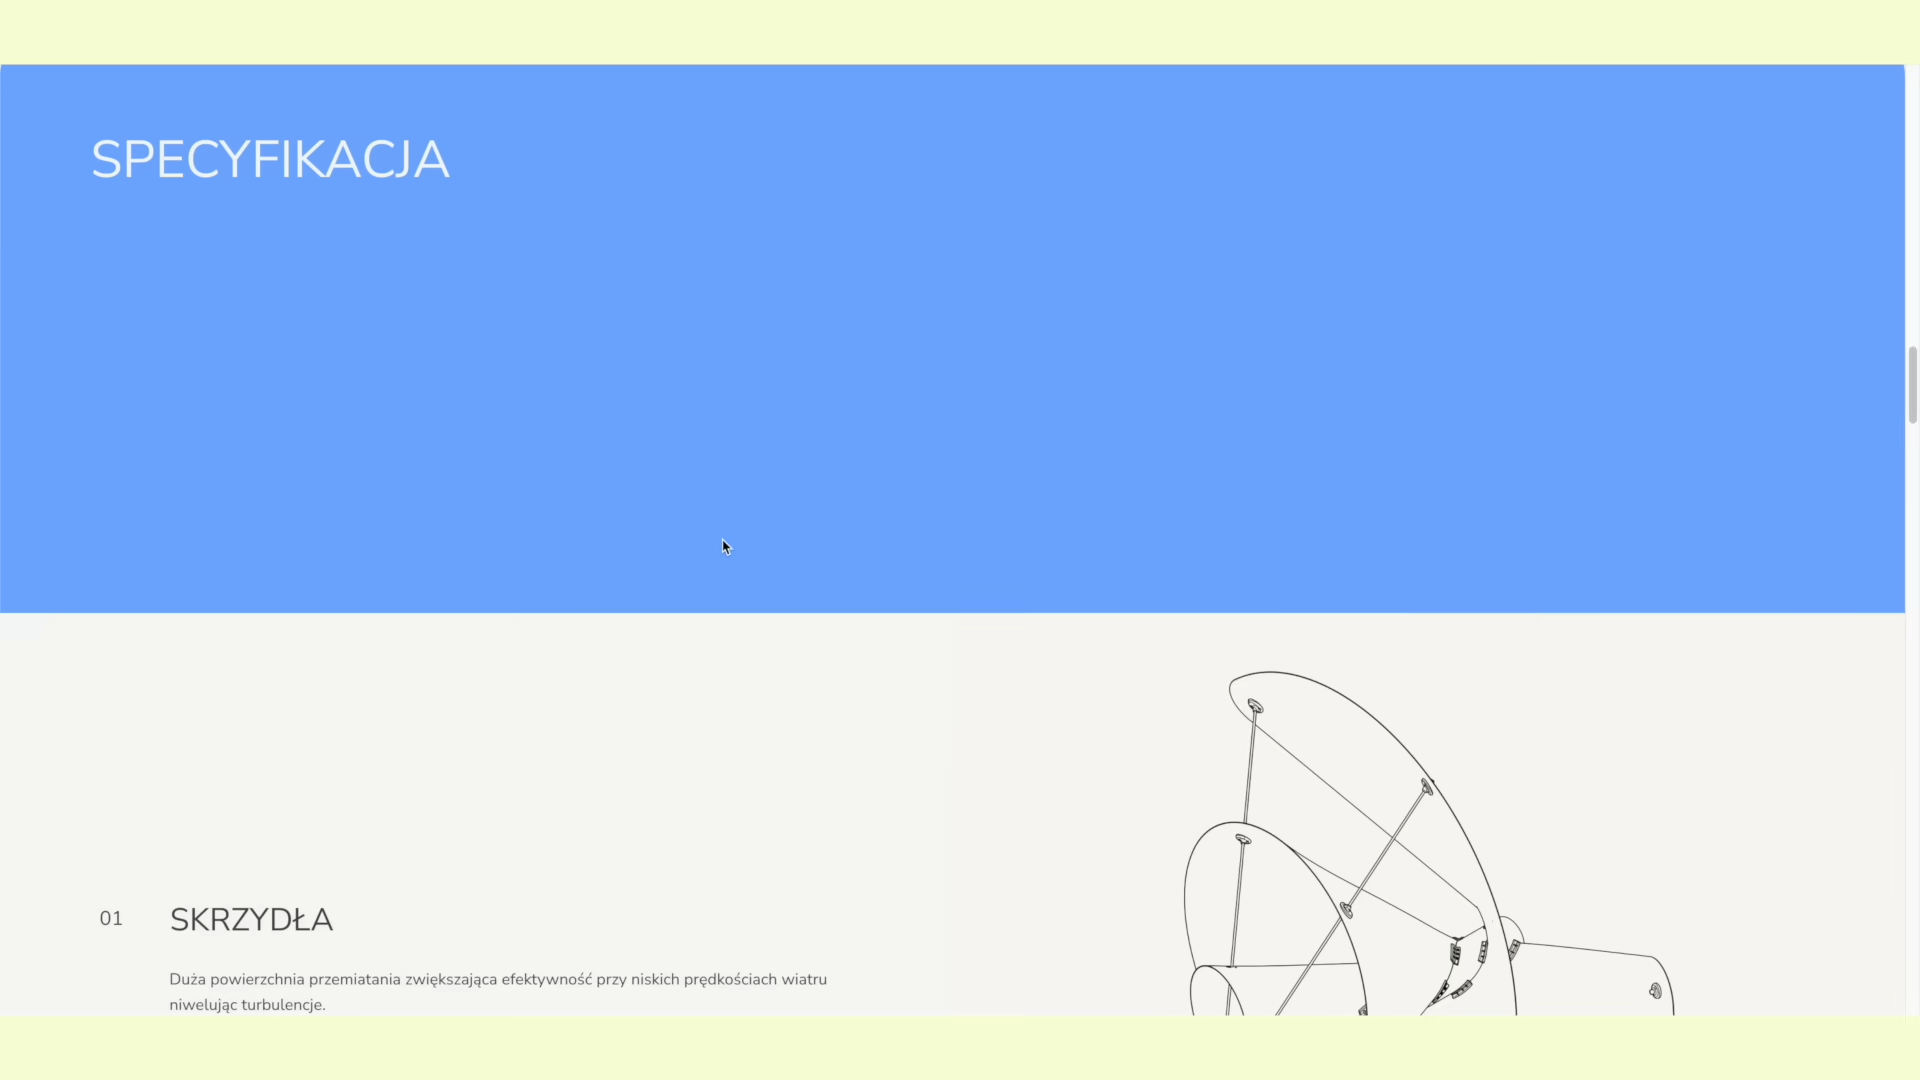 SPECYFIKACJA
01 SKRZYDŁA
Duża powierzchnia przemiatania zwiększająca efektywność przy niskich prędkościach wiatru
niwelując turbulencje.